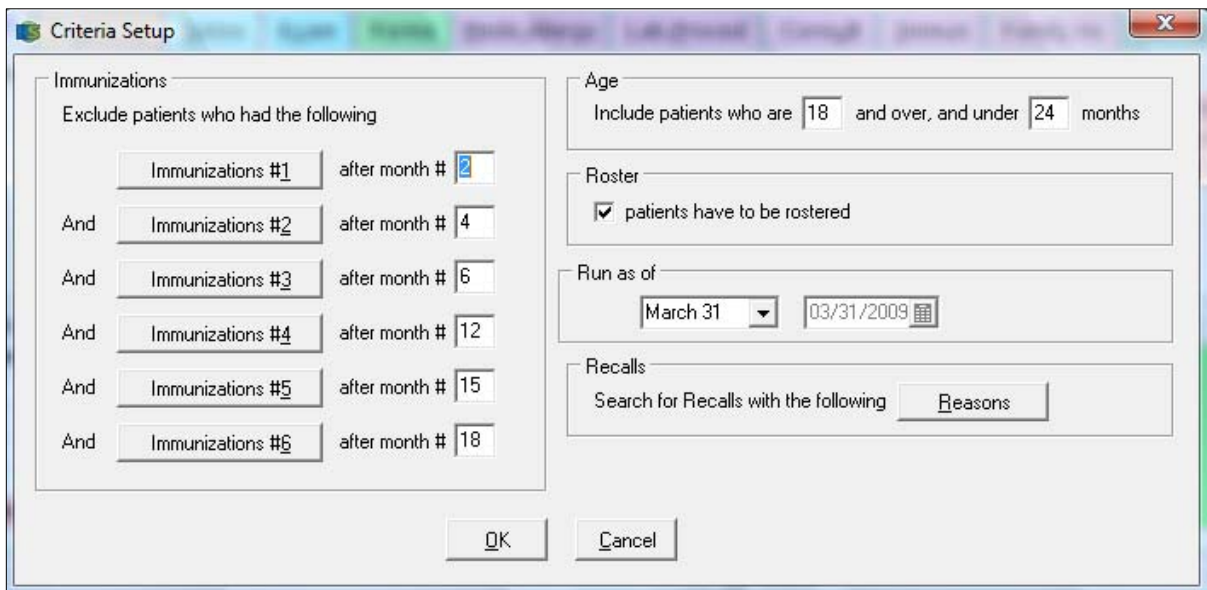 Criteria Setup
Immunizations
Exclude patients who had the following
Immunizations #1 after month # 2
And Immunizations #2 after month # 4
And Immunizations #3 after month # 6
And Immunizations #4 after month # 12
And Immunizations #5 after month # 15
And Immunizations #6 after month # 18
Age
Include patients who are 18 and over, and under 24 months
Roster
patients have to be rostered
Run as of
March 31 03/31/2009
Recalls
Search for Recalls with the following Reasons
OK Cancel